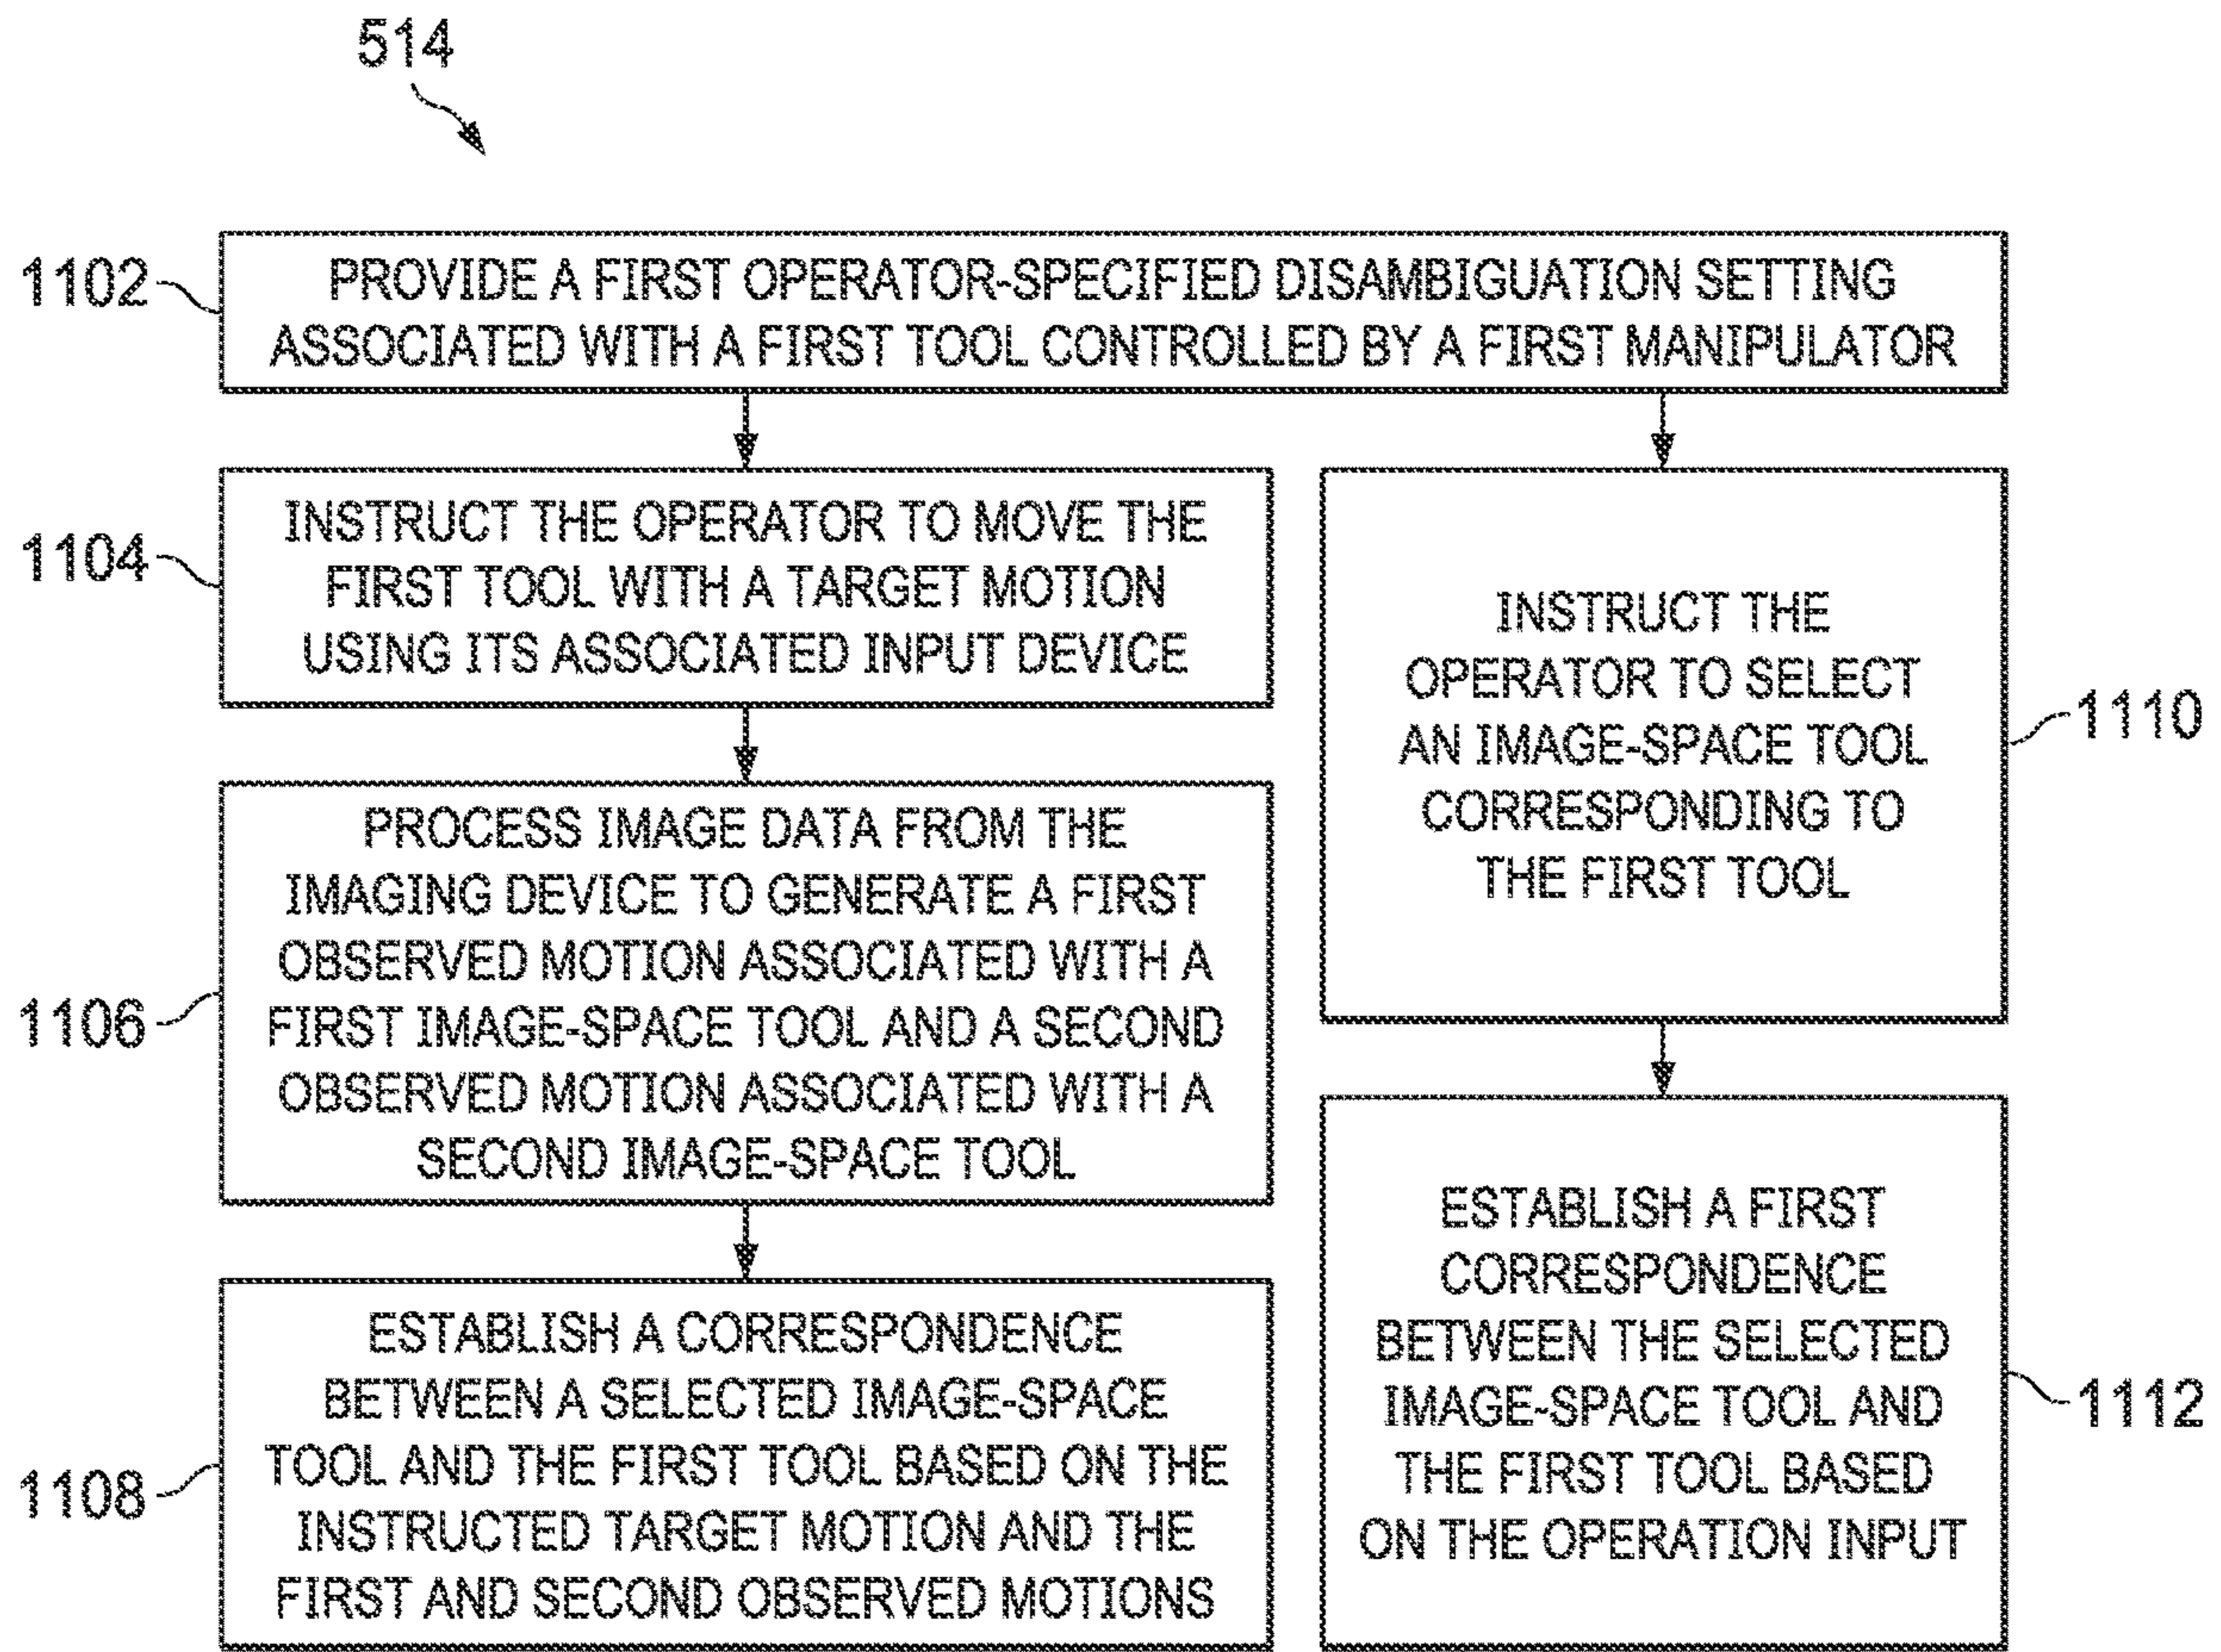 514
1102
PROVIDE A FIRST OPERATOR-SPECIFIED DISAMBIGUATION SETTING
ASSOCIATED WITH A FIRST TOOL CONTROLLED BY A FIRST MANIPULATOR
1104
INSTRUCT THE OPERATOR TO MOVE THE
FIRST TOOL WITH A TARGET MOTION
USING ITS ASSOCIATED INPUT DEVICE
1106
PROCESS IMAGE DATA FROM THE
IMAGING DEVICE TO GENERATE A FIRST
OBSERVED MOTION ASSOCIATED WITH A
FIRST IMAGE-SPACE TOOL AND A SECOND
OBSERVED MOTION ASSOCIATED WITH A
SECOND IMAGE-SPACE TOOL
1108
ESTABLISH A CORRESPONDENCE
BETWEEN A SELECTED IMAGE-SPACE
TOOL AND THE FIRST TOOL BASED ON THE
INSTRUCTED TARGET MOTION AND THE
FIRST AND SECOND OBSERVED MOTIONS
INSTRUCT THE
OPERATOR TO SELECT
AN IMAGE-SPACE TOOL
CORRESPONDING TO
THE FIRST TOOL
1110
ESTABLISH A FIRST
CORRESPONDENCE
BETWEEN THE SELECTED
IMAGE-SPACE TOOL AND
THE FIRST TOOL BASED
ON THE OPERATION INPUT
1112